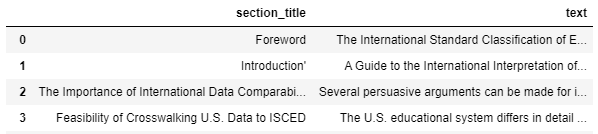 section_title text
0 Foreword The International Standard Classification of E...
1 Introduction' A Guide to the International Interpretation of...
2 The Importance of International Data Comparabi... Several persuasive arguments can be made for i...
3 Feasibility of Crosswalking U.S. Data to ISCED The U.S. educational system differs in detail ...